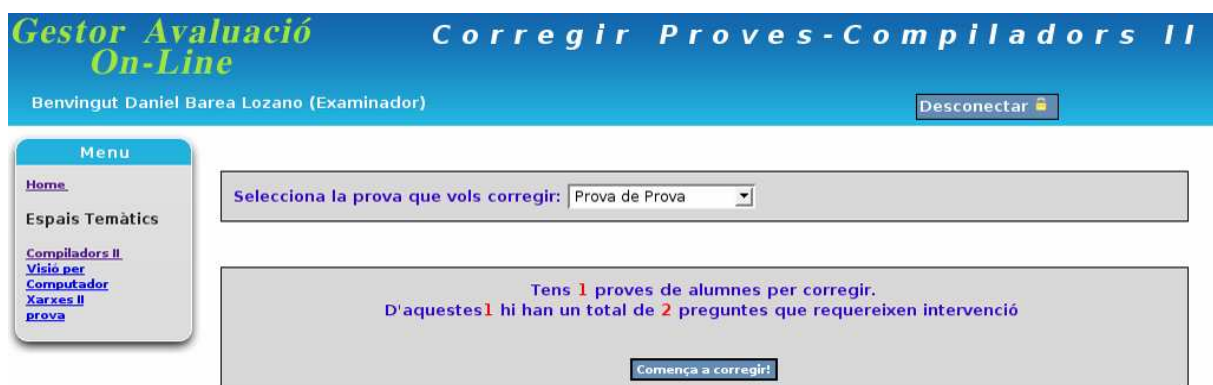 Gestor Avaluació
On-Line
Corregir Proves-Compiladors II
Benvingut Daniel Barea Lozano (Examinador)
Desconectar
Menu
Home
Espais Temàtics
Compiladors II
Visió per
Computador
Xarxes II
prova
Selecciona la prova que vols corregir: Prova de Prova
Tens 1 proves de alumnes per corregir.
D'aquestes1 hi han un total de 2 preguntes que requereixen intervenció
Comença a corregir!